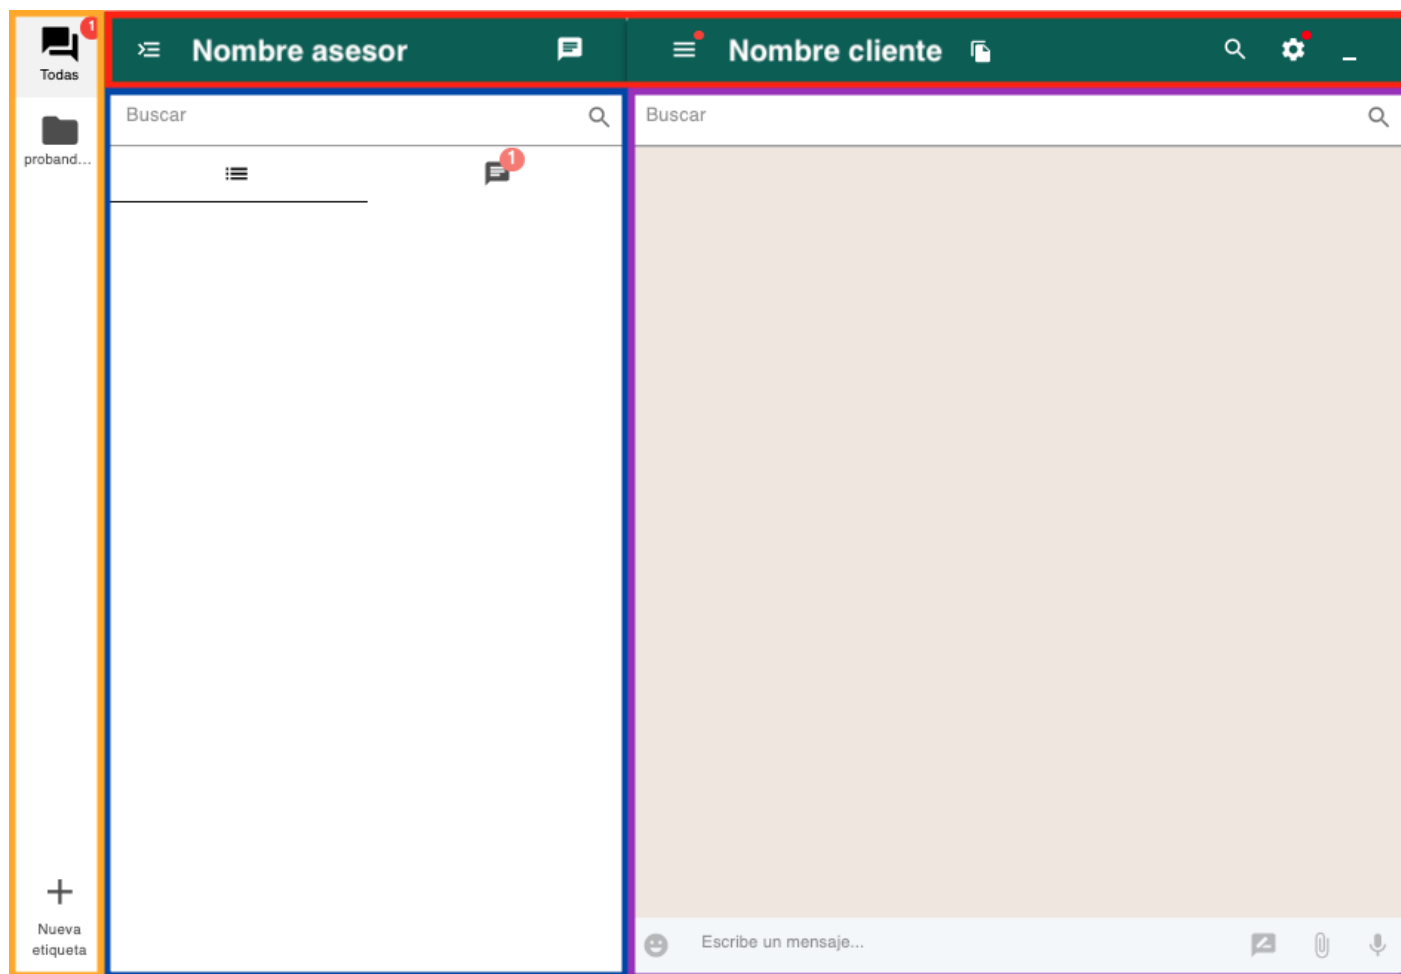 1
Todas
proband...
Nueva
etiqueta
Nombre asesor
Nombre cliente
Buscar
1
Buscar
Escribe un mensaje...